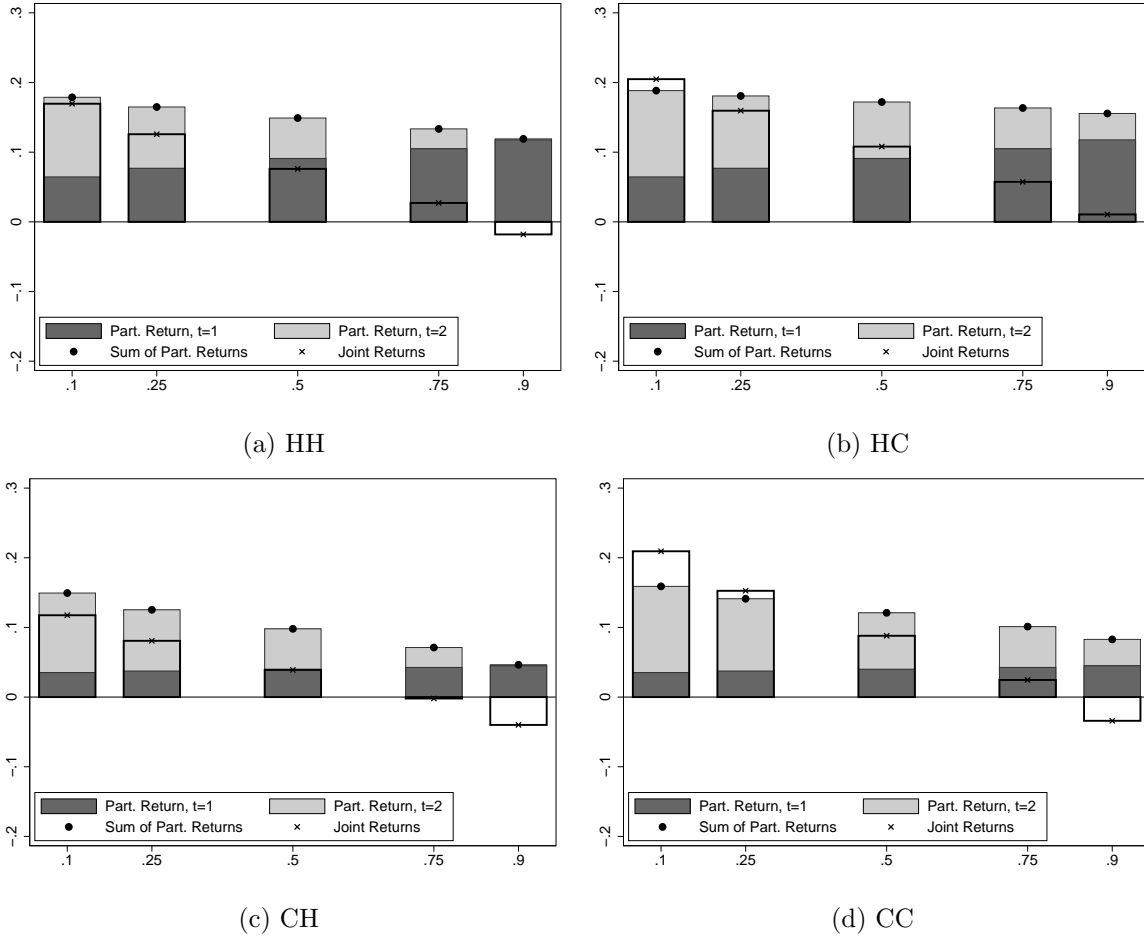 .3
.2
.1
0
−.1
−.2
Part. Return, t=1
Part. Return, t=2
Sum of Part. Returns
Joint Returns
.1 .25 .5 .75 .9
(a) HH
.3
.2
.1
0
−.1
−.2
Part. Return, t=1
Part. Return, t=2
Sum of Part. Returns
Joint Returns
.1 .25 .5 .75 .9
(b) HC
.3
.2
.1
0
−.1
−.2
Part. Return, t=1
Part. Return, t=2
Sum of Part. Returns
Joint Returns
.1 .25 .5 .75 .9
(c) CH
.3
.2
.1
0
−.1
−.2
Part. Return, t=1
Part. Return, t=2
Sum of Part. Returns
Joint Returns
.1 .25 .5 .75 .9
(d) CC